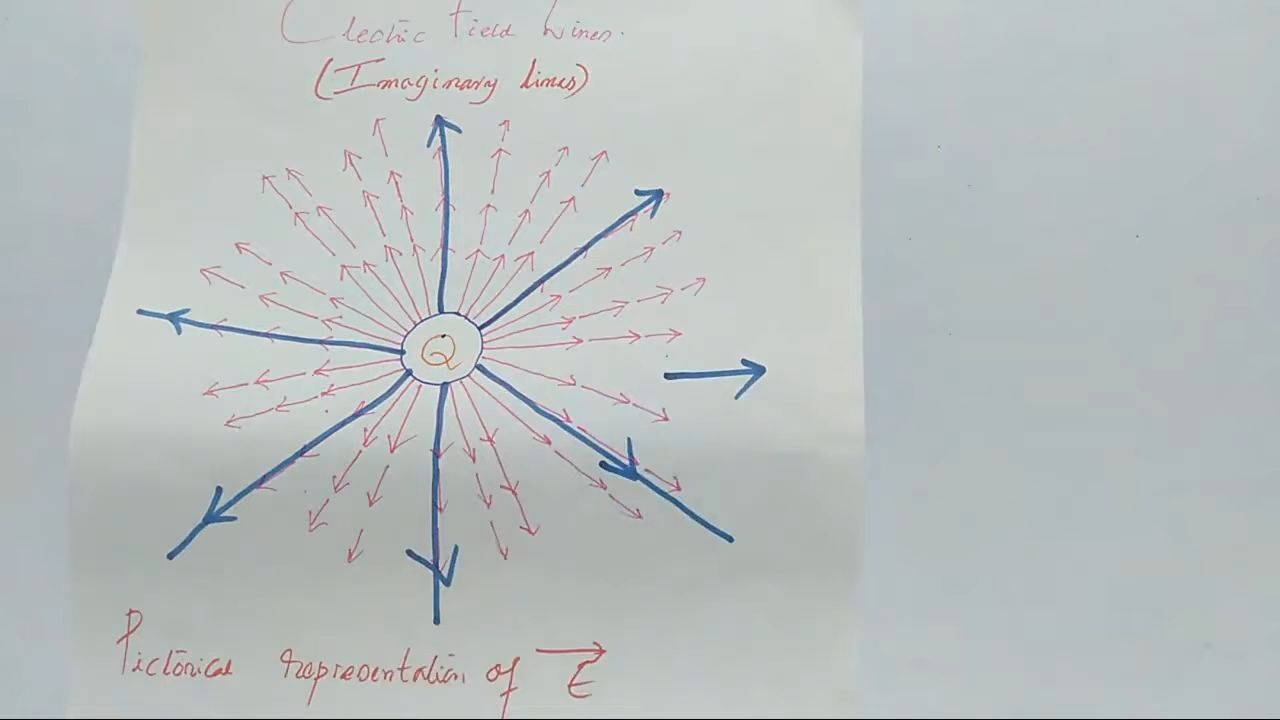 Electric Field Lines.
(Imaginary lines)
Q
Pictorical representation of E